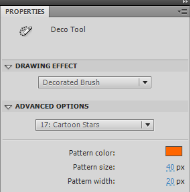 PROPERTIES
Deco Tool
DRAWING EFFECT
Decorated Brush
ADVANCED OPTIONS
17: Cartoon Stars
Pattern color:
Pattern size: 40 px
Pattern width: 20 px